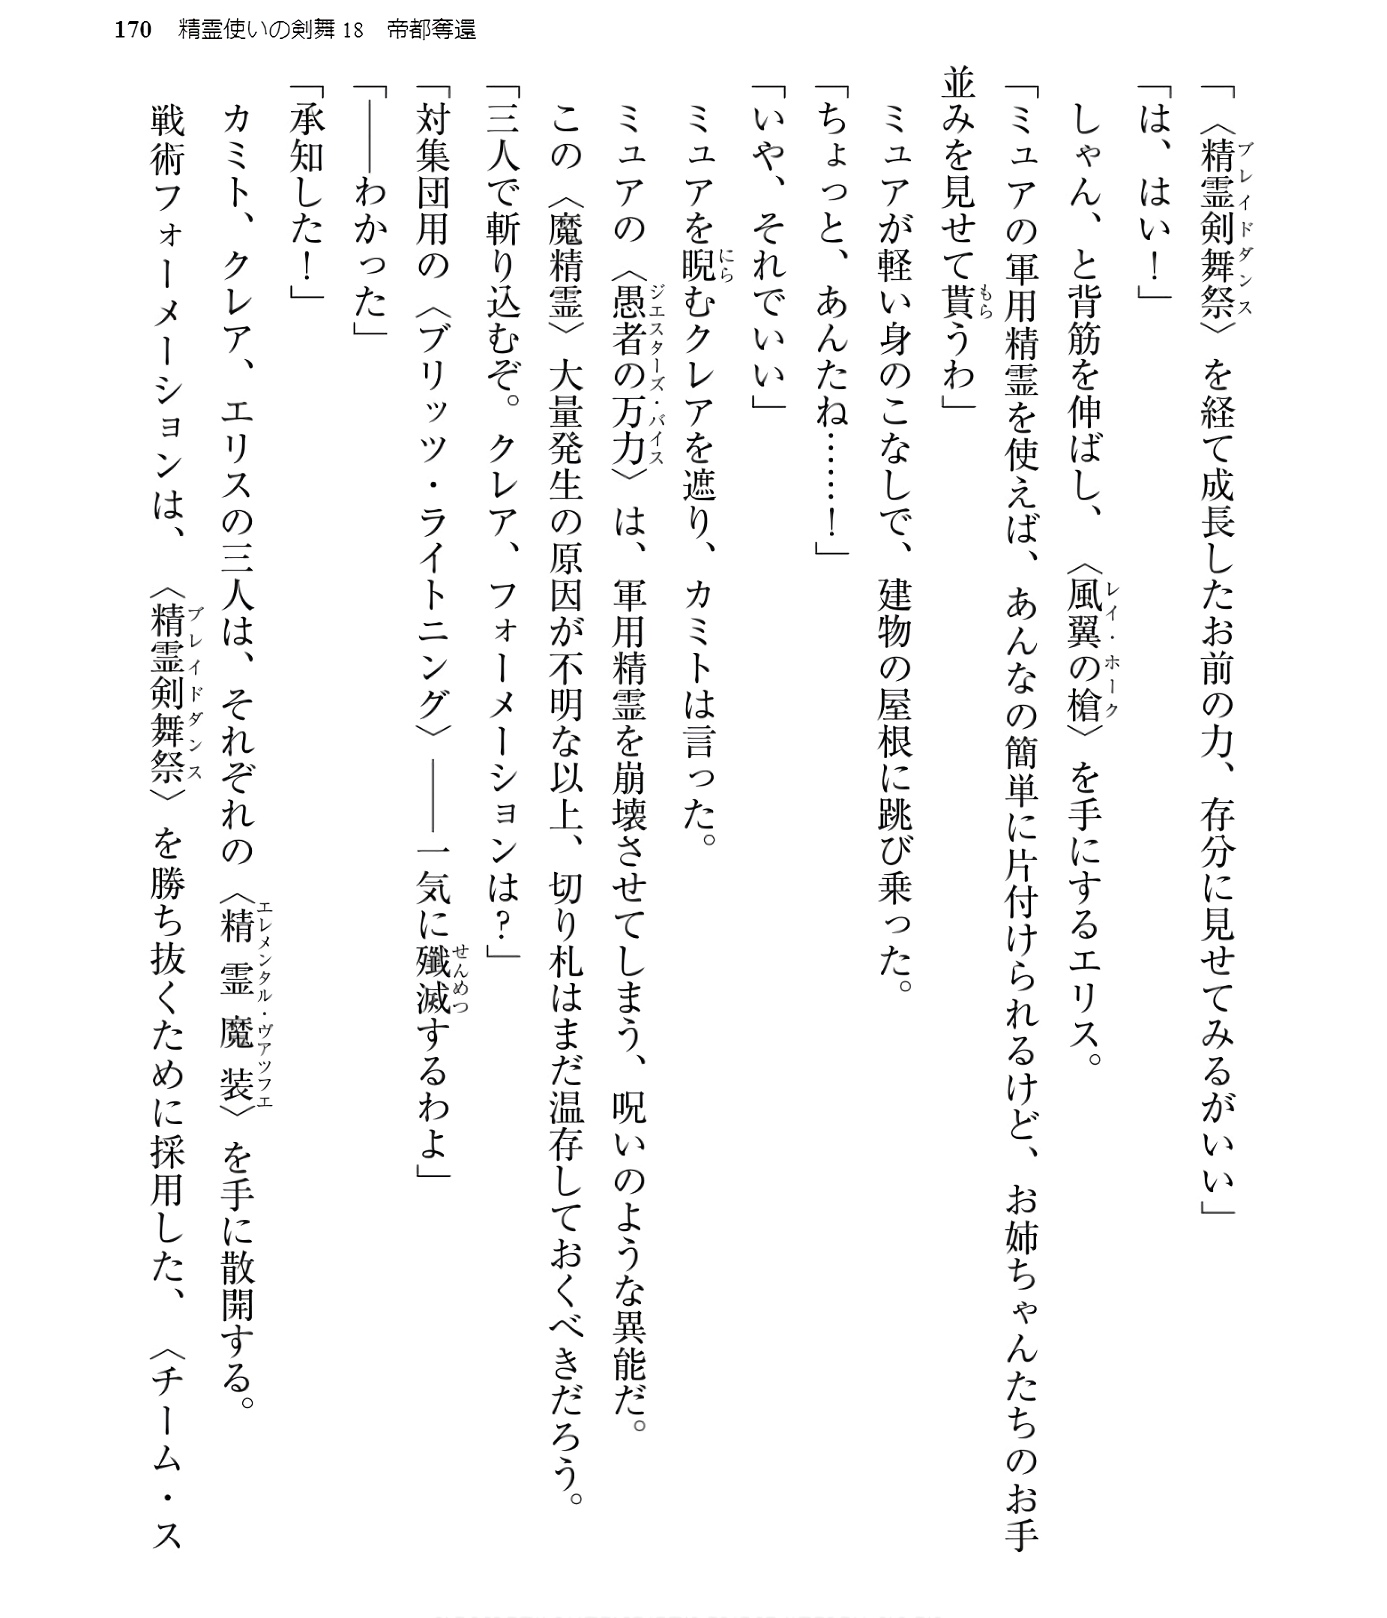 170 精霊使いの剣舞18 帝都奪還
「〈精霊剣舞祭〉を経て成長したお前の力、存分に見せてみるがいい」
ブレイドダンス
「は、はい！」
しゃん、と背筋を伸ばし、〈風翼の槍〉を手にするエリス。
レイ・ホーク
「ミュアの軍用精霊を使えば、あんなの簡単に片付けられるけど、お姉ちゃんたちのお手
並みを見せて貰うわ」
もら
ミュアが軽い身のこなしで、建物の屋根に跳び乗った。
「ちょっと、あんたね……！」
「いや、それでいい」
ミュアを睨むクレアを遮り、カミトは言った。
にら
ミュアの〈愚者の万力〉は、軍用精霊を崩壊させてしまう、呪いのような異能だ。
ジエスターズ・バイス
この〈魔精霊〉大量発生の原因が不明な以上、切り札はまだ温存しておくべきだろう。
「三人で斬り込むぞ。クレア、フォーメーションは？」
「対集団用の〈ブリッツ・ライトニング〉――一気に殲滅するわよ」
せんめつ
「――わかった」
「承知した！」
カミト、クレア、エリスの三人は、それぞれの〈精霊魔装〉を手に散開する。
エレメンタル・ヴアツフエ
戦術フォーメーションは、〈精霊剣舞祭〉を勝ち抜くために採用した、〈チーム・ス
ブレイドダンス